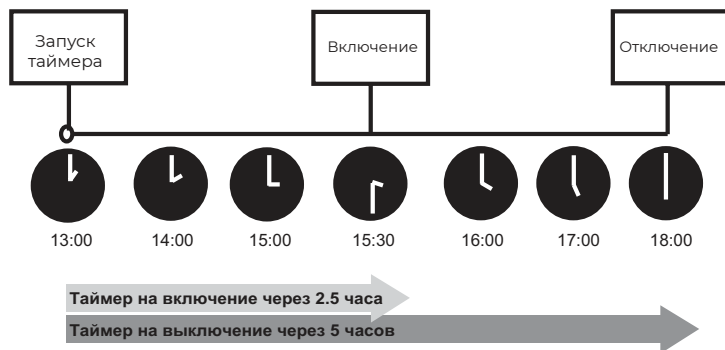 Запуск
таймера
Включение
Отключение
13:00
14:00
15:00
15:30
16:00
17:00
18:00
Таймер на включение через 2.5 часа
Таймер на выключение через 5 часов